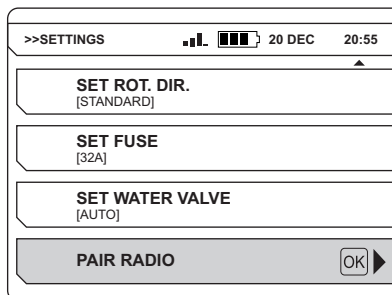 >>SETTINGS 20 DEC 20:55
SET ROT. DIR.
[STANDARD]
SET FUSE
[32A]
SET WATER VALVE
[AUTO]
PAIR RADIO OK